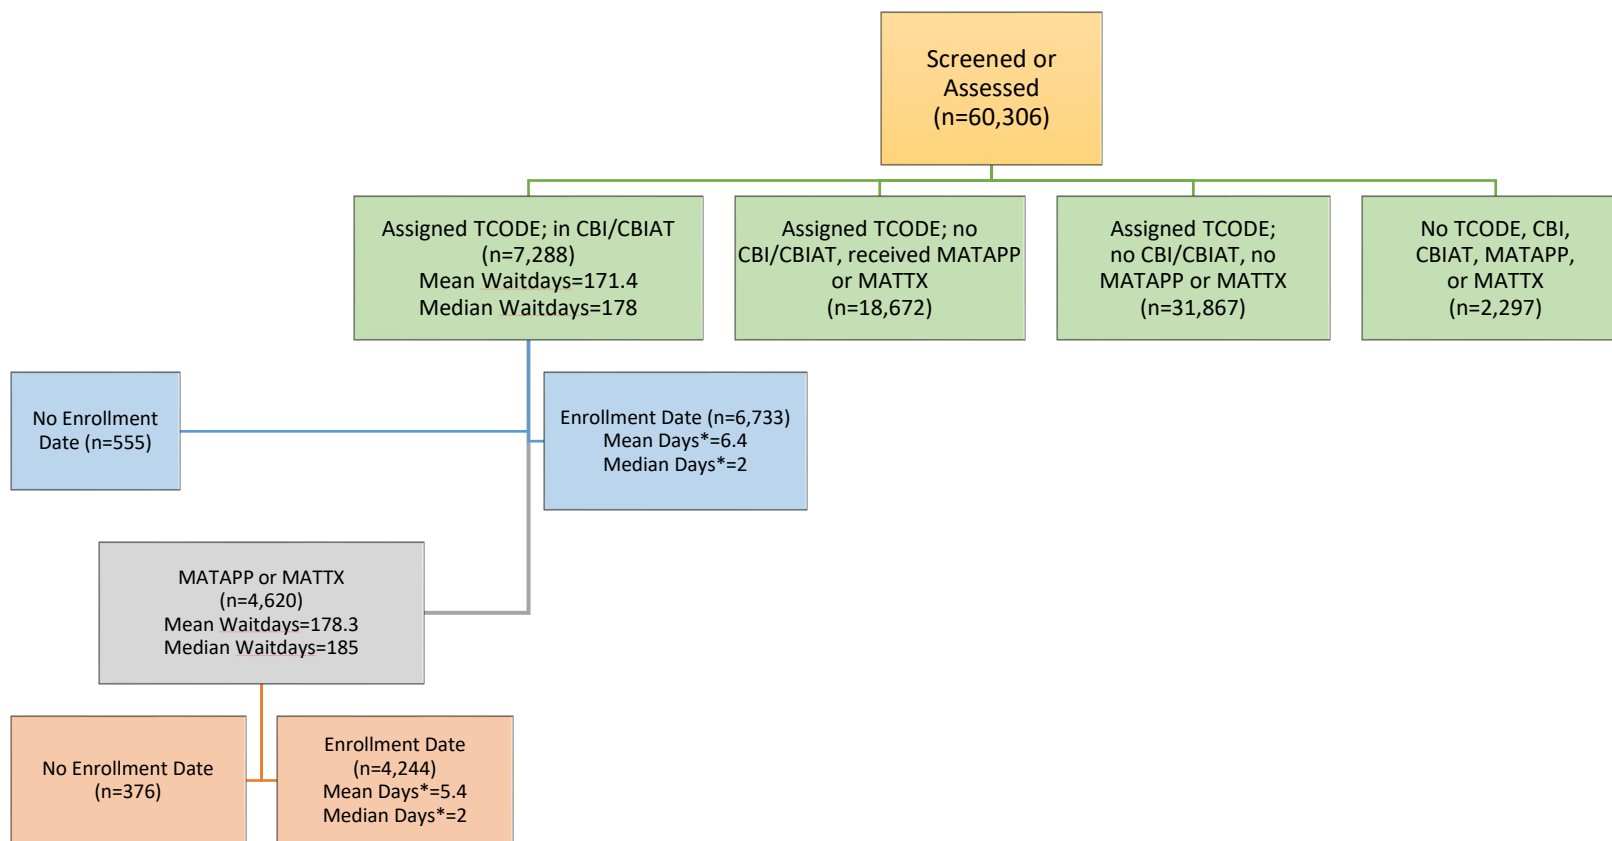 Screened or
Assessed
(n=60,306)
Assigned TCODE; in CBI/CBIAT
(n=7,288)
Mean Waitdays=171.4
Median Waitdays=178
Assigned TCODE; no
CBI/CBIAT, received MATAPP
or MATTX
(n=18,672)
Assigned TCODE;
no CBI/CBIAT, no
MATAPP or MATTX
(n=31,867)
No TCODE, CBI,
CBIAT, MATAPP,
or MATTX
(n=2,297)
No Enrollment
Date (n=555)
Enrollment Date (n=6,733)
Mean Days*=6.4
Median Days*=2
MATAPP or MATTX
(n=4,620)
Mean Waitdays=178.3
Median Waitdays=185
No Enrollment Date
(n=376)
Enrollment Date
(n=4,244)
Mean Days*=5.4
Median Days*=2